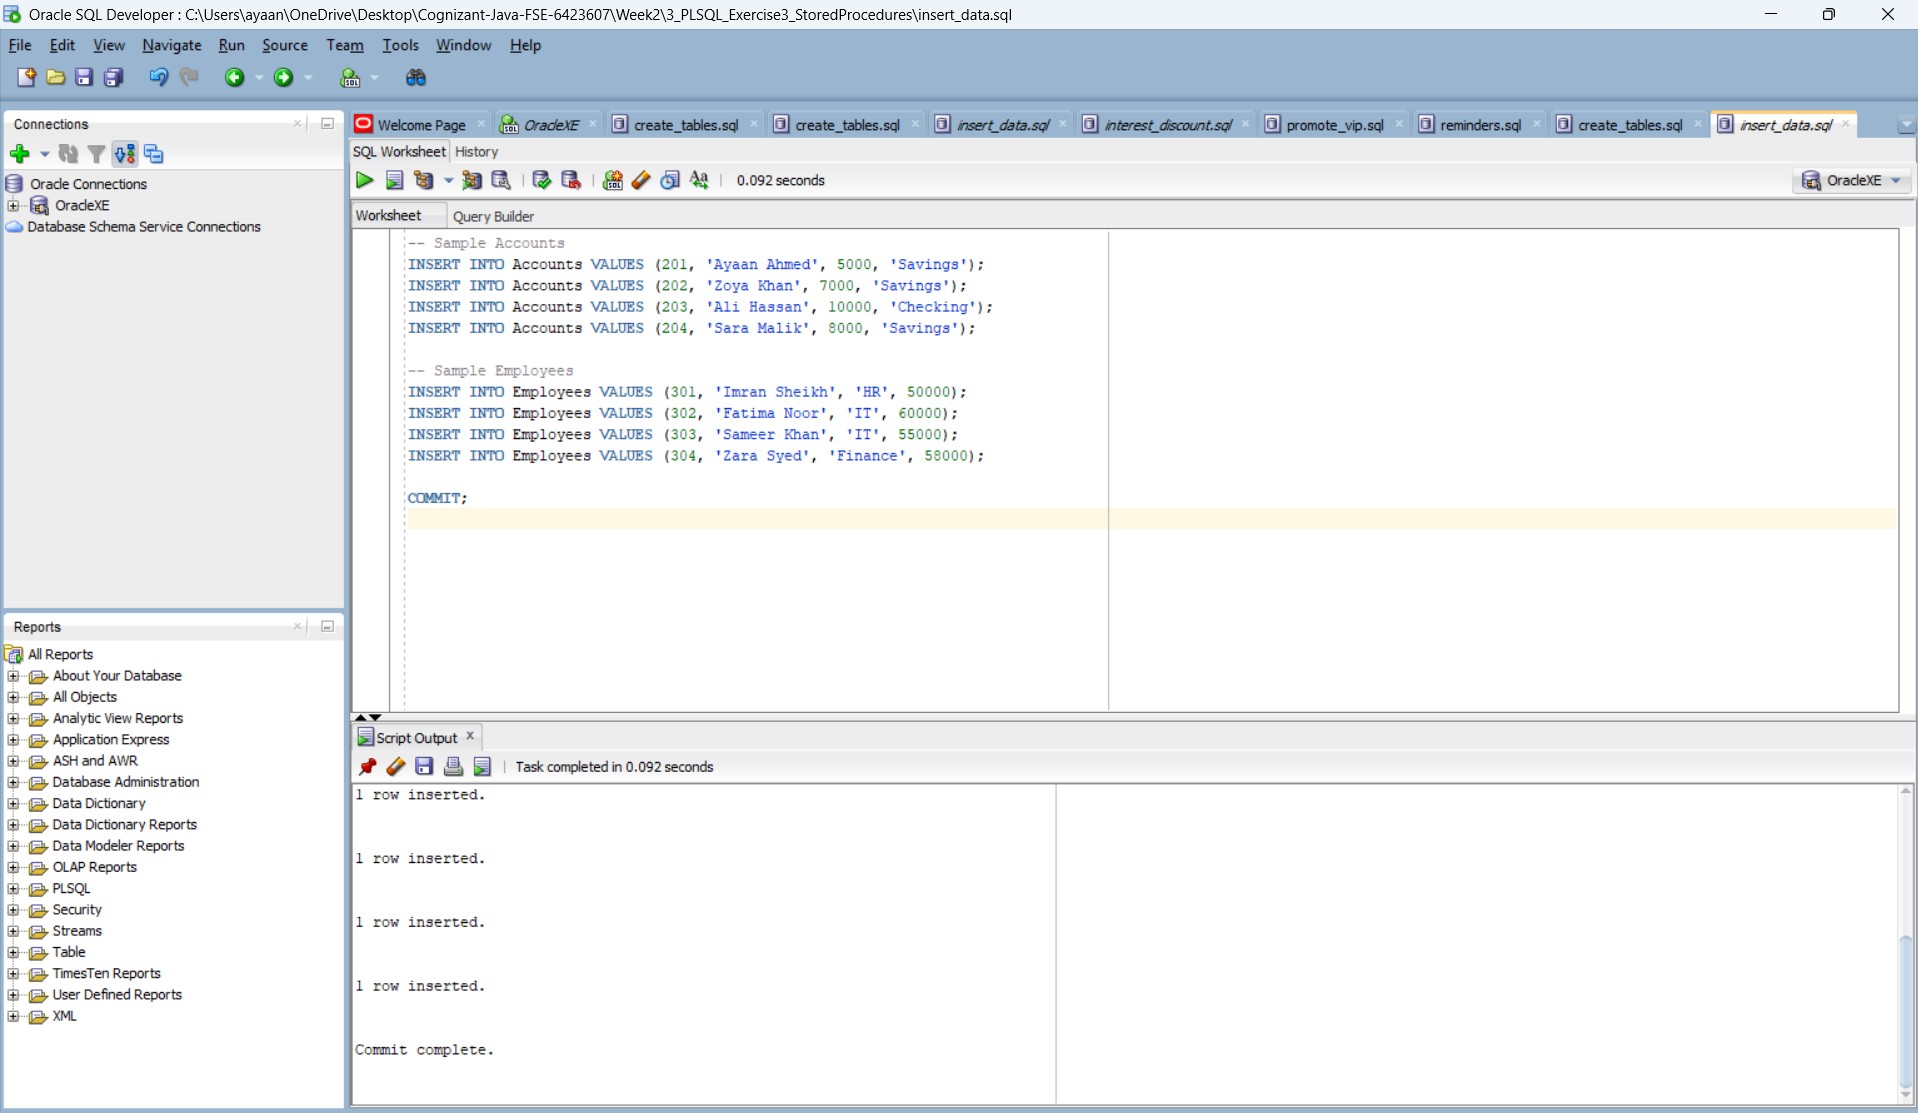 Oracle SQL Developer : C:\Users\ayaan\OneDrive\Desktop\Cognizant-Java-FSE-6423607\Week2\3_PLSQL_Exercise3_StoredProcedures\insert_data.sql
File Edit View Navigate Run Source Team Tools Window Help
Connections
Oracle Connections
OracleXE
Database Schema Service Connections
Reports
All Reports
About Your Database
All Objects
Analytic View Reports
Application Express
ASH and AWR
Database Administration
Data Dictionary
Data Dictionary Reports
Data Modeler Reports
OLAP Reports
PLSQL
Security
Streams
Table
TimesTen Reports
User Defined Reports
XML
Welcome Page OracleXE create_tables.sql create_tables.sql insert_data.sql interest_discount.sql promote_vip.sql reminders.sql create_tables.sql insert_data.sql
SQL Worksheet History
0.092 seconds OracleXE
Worksheet Query Builder
-- Sample Accounts
INSERT INTO Accounts VALUES (201, 'Ayaan Ahmed', 5000, 'Savings');
INSERT INTO Accounts VALUES (202, 'Zoya Khan', 7000, 'Savings');
INSERT INTO Accounts VALUES (203, 'Ali Hassan', 10000, 'Checking');
INSERT INTO Accounts VALUES (204, 'Sara Malik', 8000, 'Savings');
-- Sample Employees
INSERT INTO Employees VALUES (301, 'Imran Sheikh', 'HR', 50000);
INSERT INTO Employees VALUES (302, 'Fatima Noor', 'IT', 60000);
INSERT INTO Employees VALUES (303, 'Sameer Khan', 'IT', 55000);
INSERT INTO Employees VALUES (304, 'Zara Syed', 'Finance', 58000);
COMMIT;
Script Output
Task completed in 0.092 seconds
1 row inserted.
1 row inserted.
1 row inserted.
1 row inserted.
Commit complete.